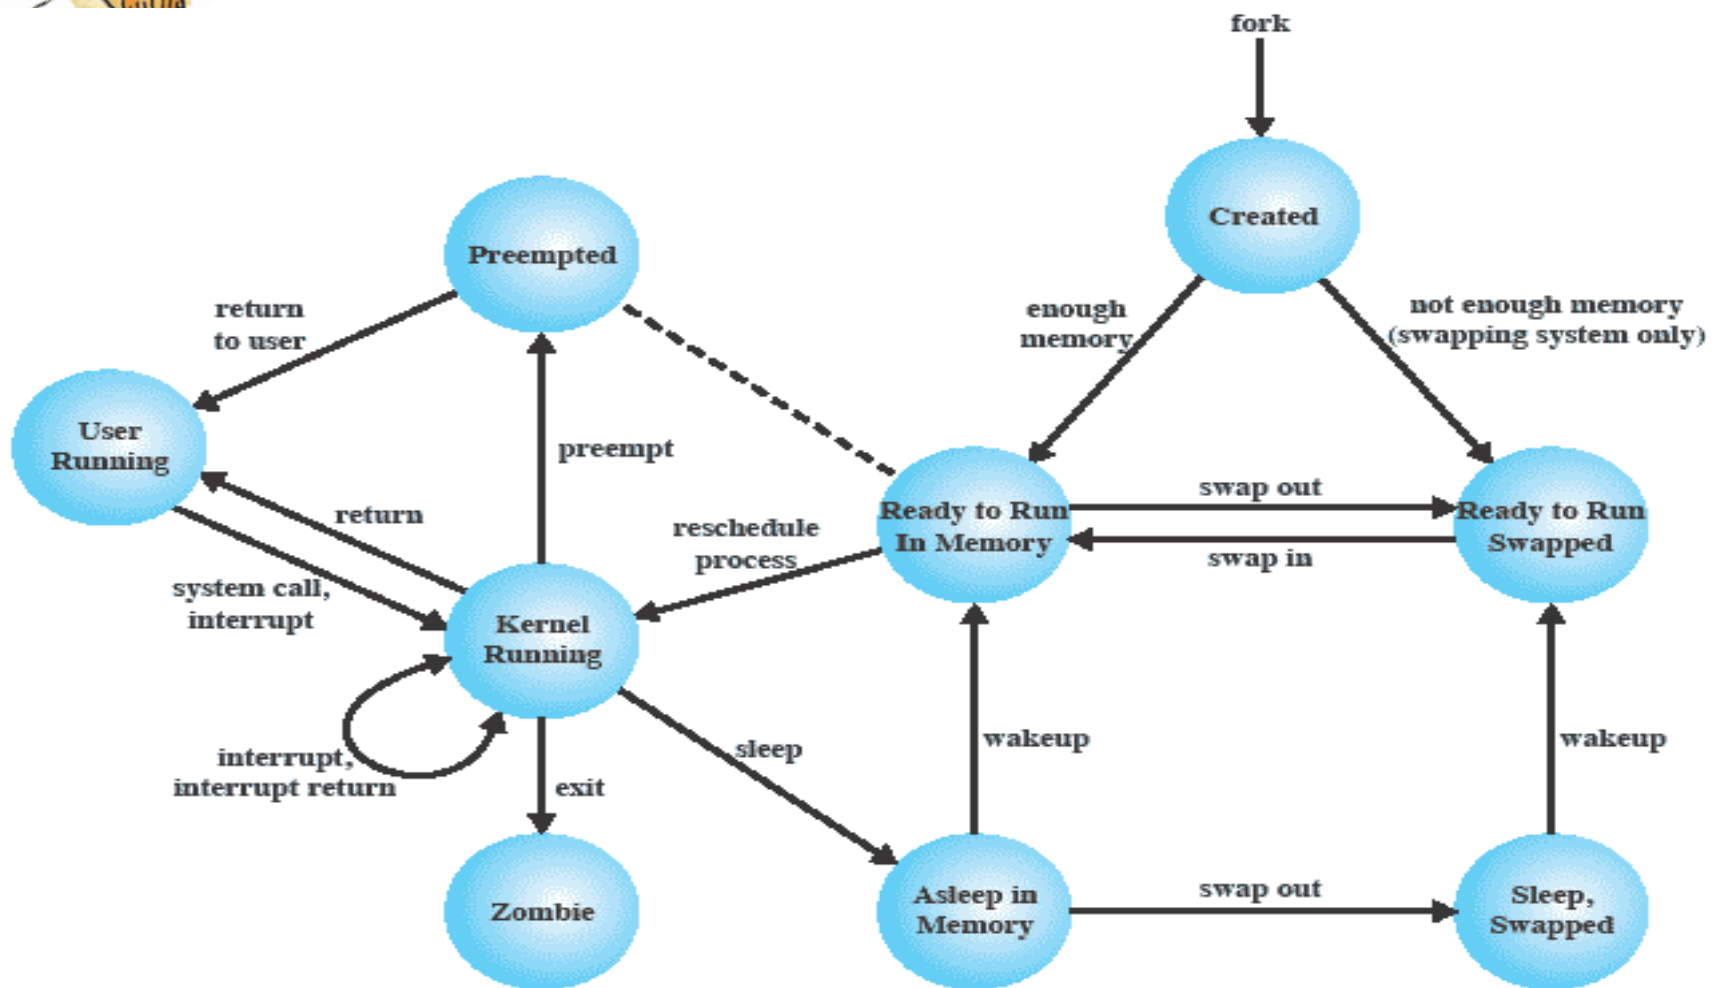 fork
Created
Preempted
return
to user
enough
memory
not enough memory
(swapping system only)
User
Running
preempt
return
system call,
interrupt
reschedule
process
Ready to Run
In Memory
swap out
swap in
Ready to Run
Swapped
Kernel
Running
interrupt,
interrupt return
exit
sleep
wakeup
wakeup
Zombie
Asleep in
Memory
swap out
Sleep,
Swapped